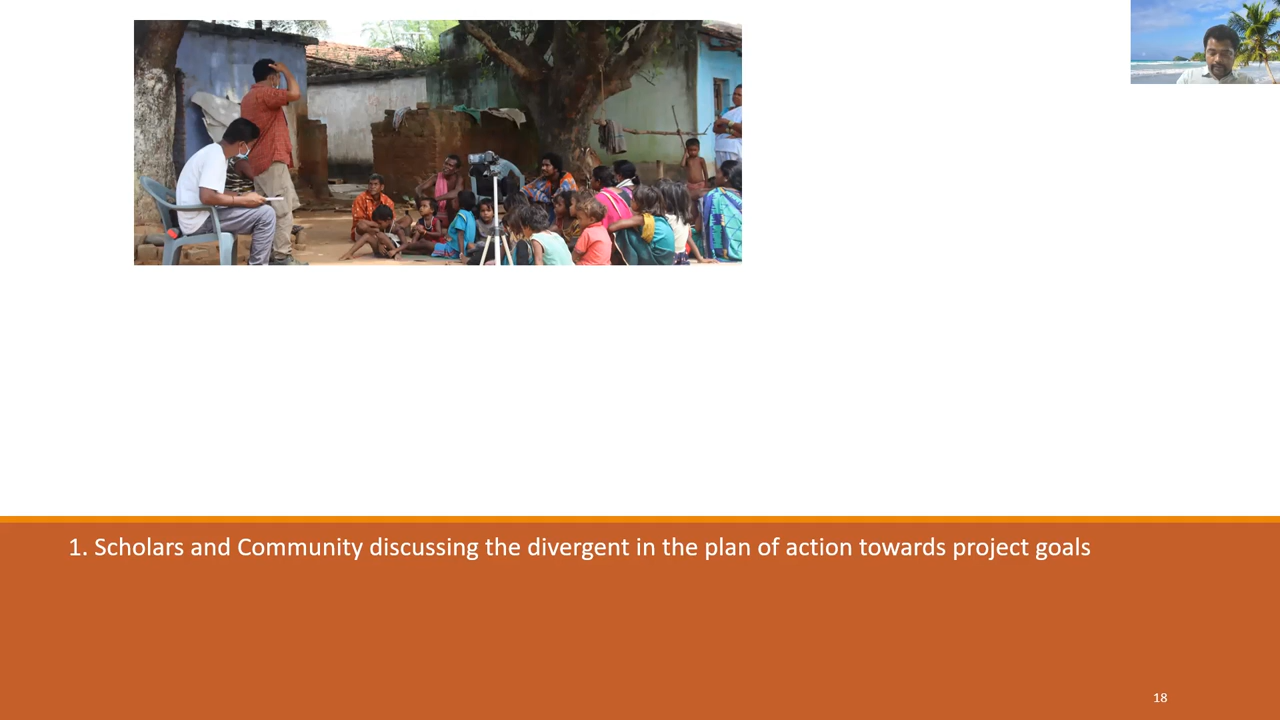 1. Scholars and Community discussing the divergent in the plan of action towards project goals
18